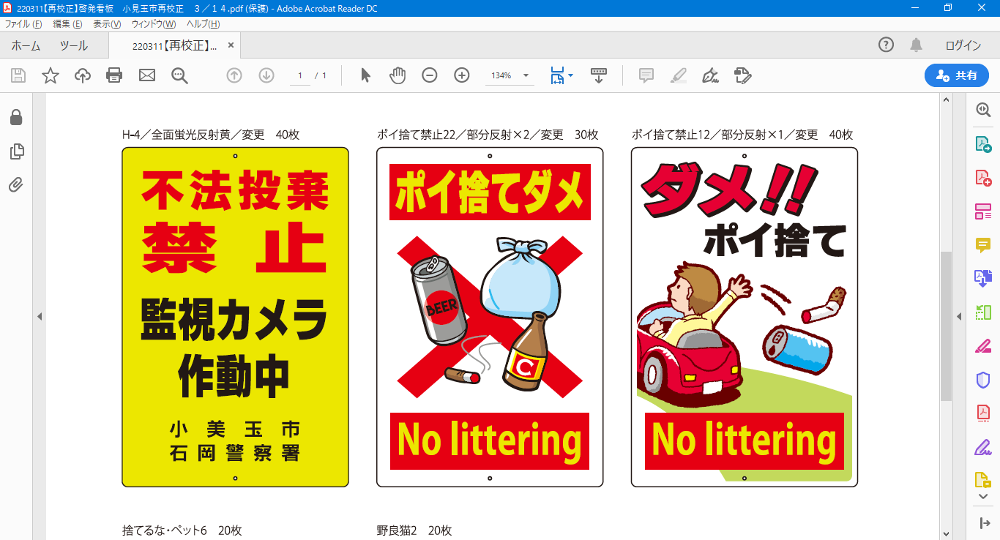 220311【再校正】啓発看板　小見玉市再校正　３／１４.pdf (保護) - Adobe Acrobat Reader DC
ファイル(F)　編集(E)　表示(V)　ウィンドウ(W)　ヘルプ(H)
ホーム　ツール　220311【再校正】...　×　ログイン
1 / 1　134%　共有
H-4／全面蛍光反射黄／変更　40枚
不法投棄
禁止
監視カメラ
作動中
小美玉市
石岡警察署
ポイ捨て禁止22／部分反射×2／変更　30枚
ポイ捨てダメ
BEER
C
No littering
ポイ捨て禁止12／部分反射×1／変更　40枚
ダメ!!
ポイ捨て
No littering
捨てるな・ペット6　20枚
野良猫2　20枚